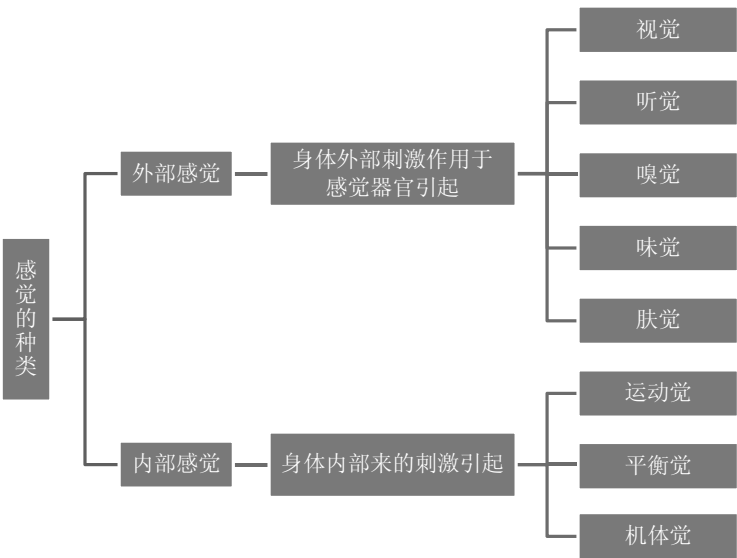 感觉的种类
外部感觉
身体外部刺激作用于
感觉器官引起
视觉
听觉
嗅觉
味觉
肤觉
内部感觉
身体内部来的刺激引起
运动觉
平衡觉
机体觉